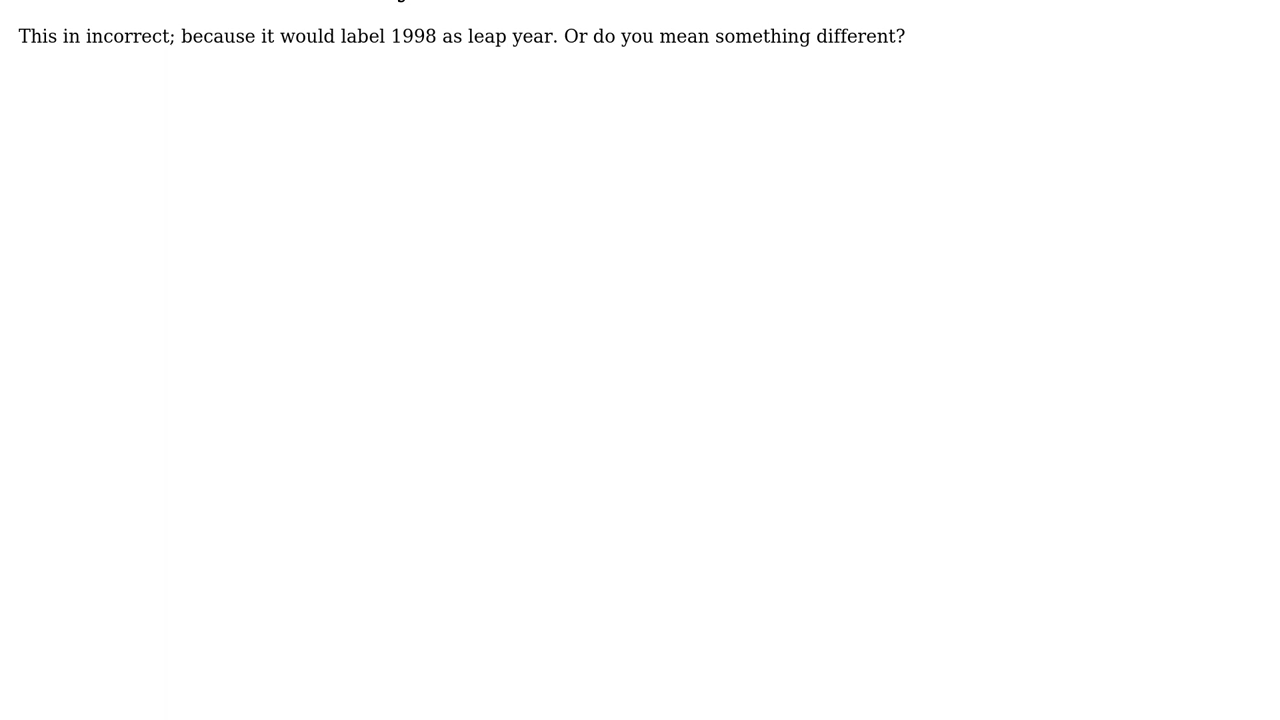 This in incorrect; because it would label 1998 as leap year. Or do you mean something different?